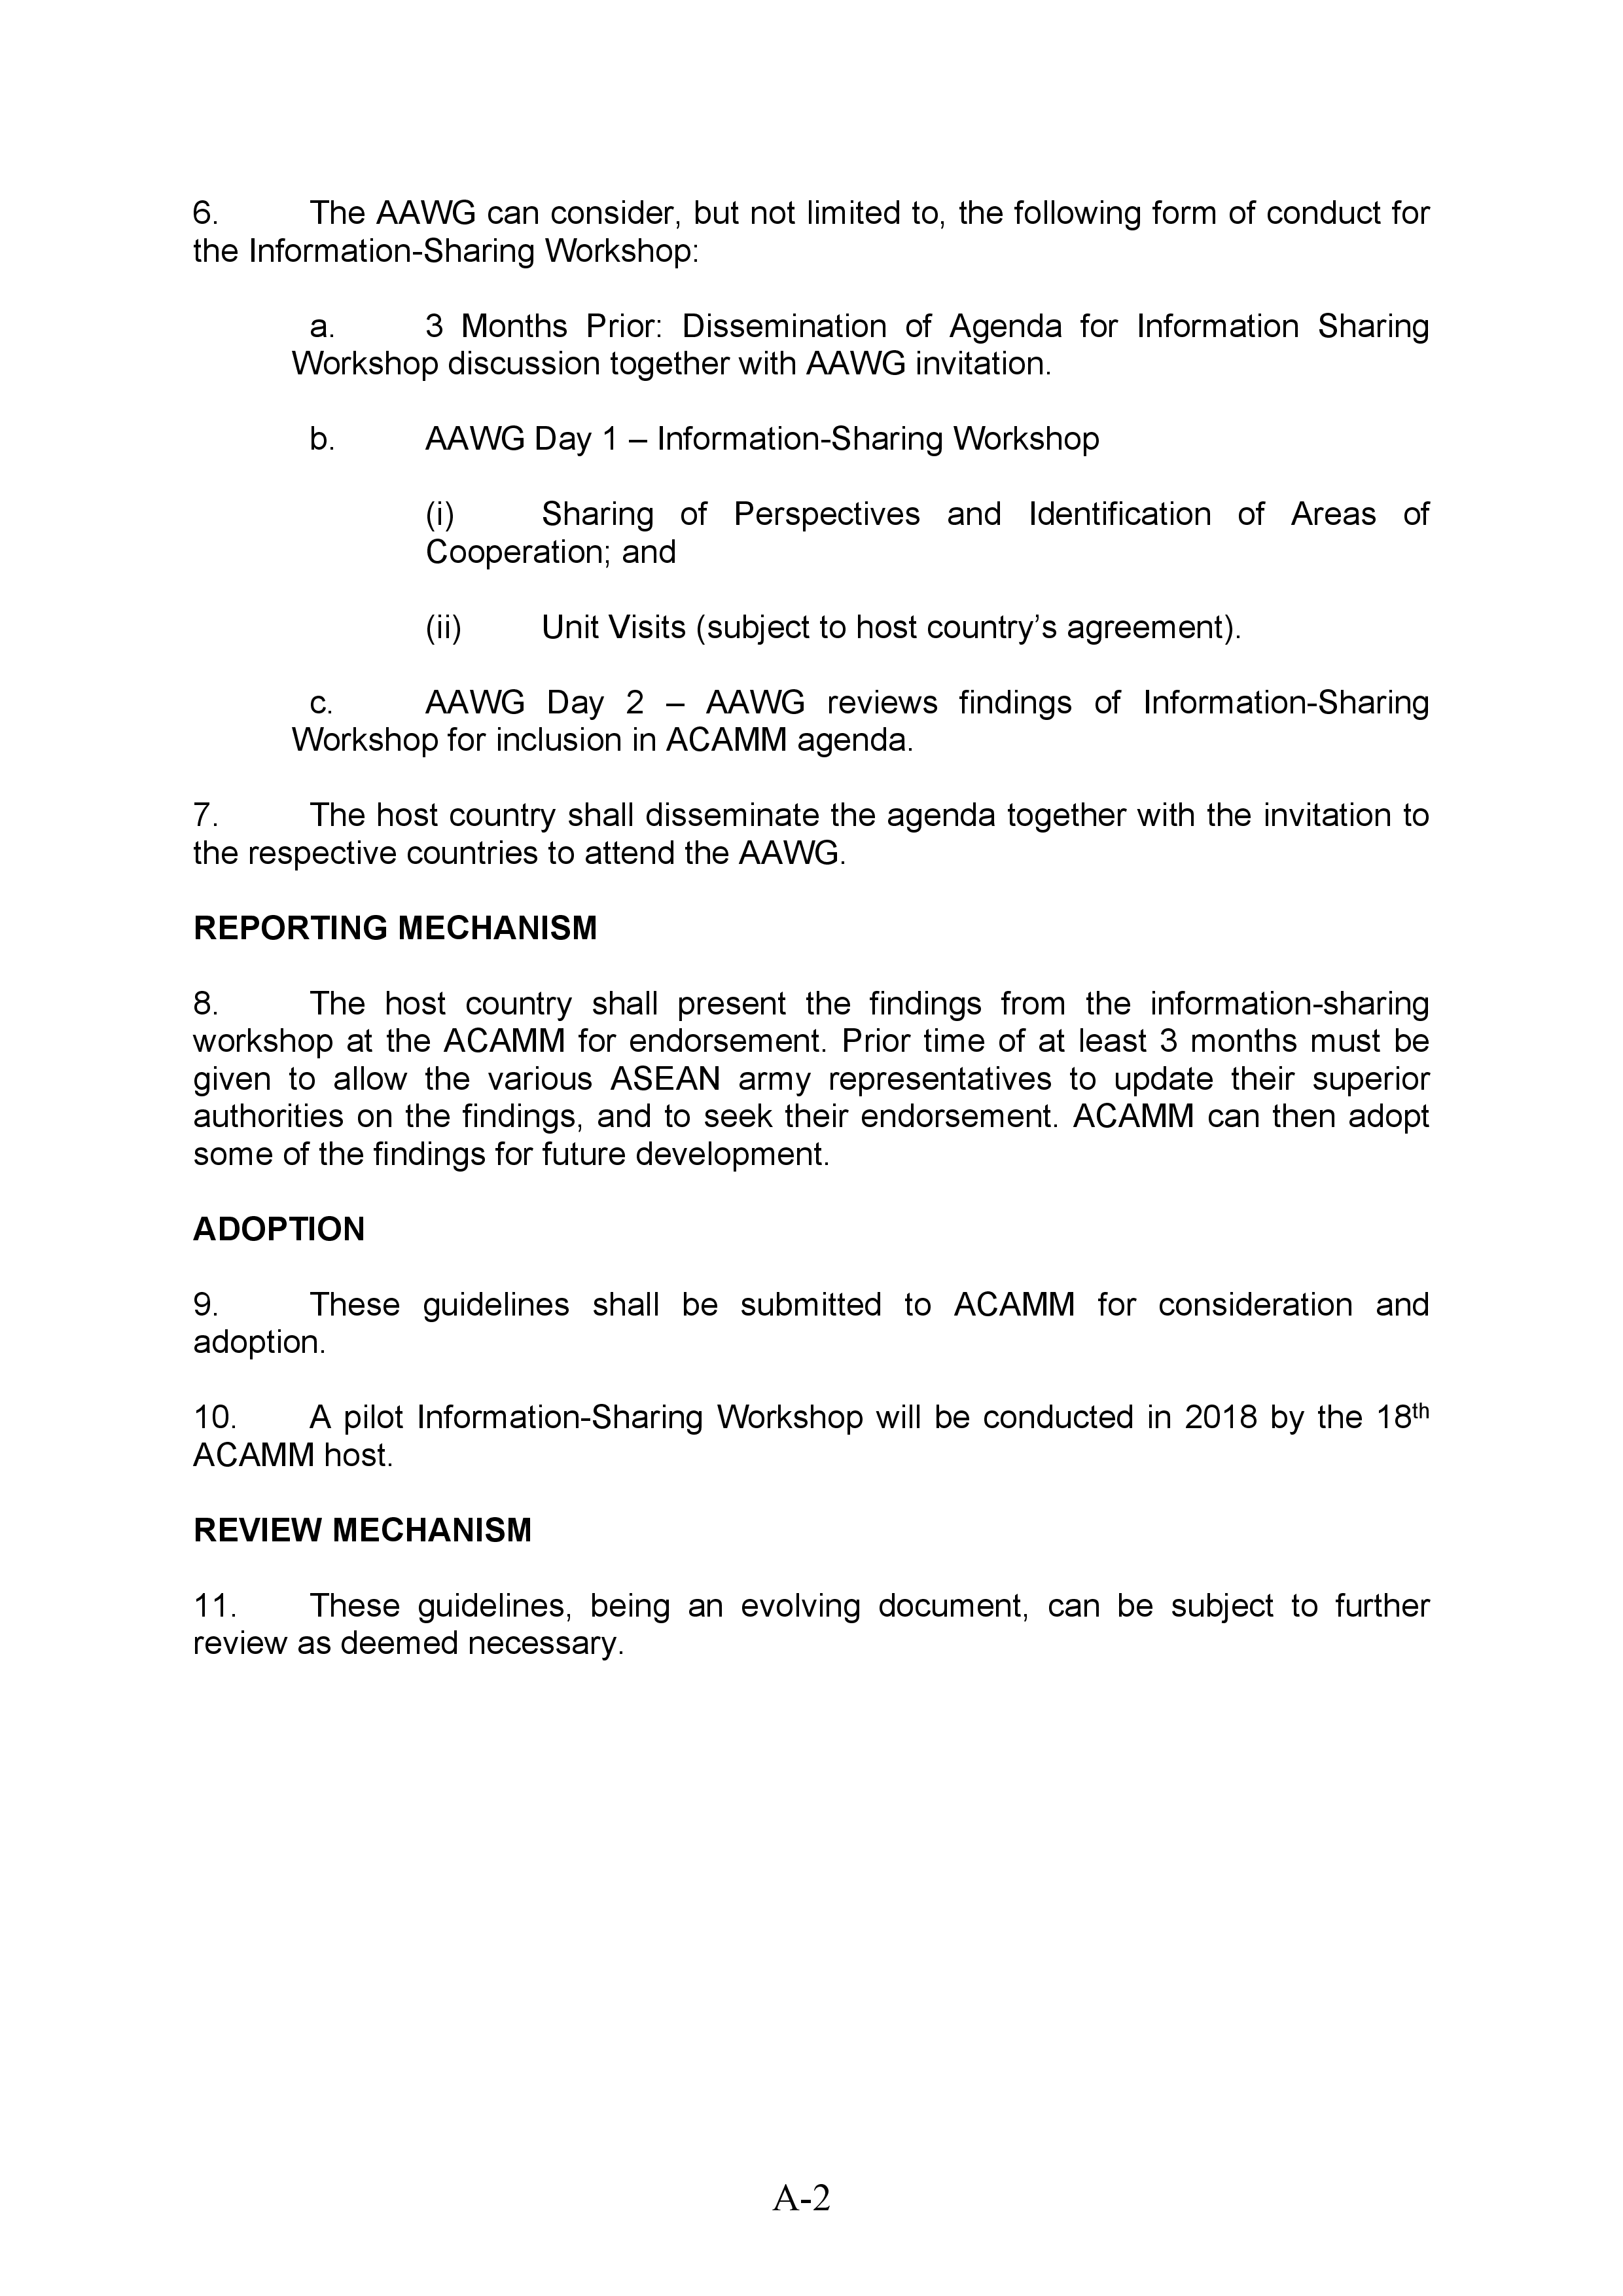 6. The AAWG can consider, but not limited to, the following form of conduct for
the Information-Sharing Workshop:
a. 3 Months Prior: Dissemination of Agenda for Information Sharing
Workshop discussion together with AAWG invitation.
b. AAWG Day 1 – Information-Sharing Workshop
(i) Sharing of Perspectives and Identification of Areas of
Cooperation; and
(ii) Unit Visits (subject to host country’s agreement).
c. AAWG Day 2 – AAWG reviews findings of Information-Sharing
Workshop for inclusion in ACAMM agenda.
7. The host country shall disseminate the agenda together with the invitation to
the respective countries to attend the AAWG.
REPORTING MECHANISM
8. The host country shall present the findings from the information-sharing
workshop at the ACAMM for endorsement. Prior time of at least 3 months must be
given to allow the various ASEAN army representatives to update their superior
authorities on the findings, and to seek their endorsement. ACAMM can then adopt
some of the findings for future development.
ADOPTION
9. These guidelines shall be submitted to ACAMM for consideration and
adoption.
10. A pilot Information-Sharing Workshop will be conducted in 2018 by the 18th
ACAMM host.
REVIEW MECHANISM
11. These guidelines, being an evolving document, can be subject to further
review as deemed necessary.
A-2